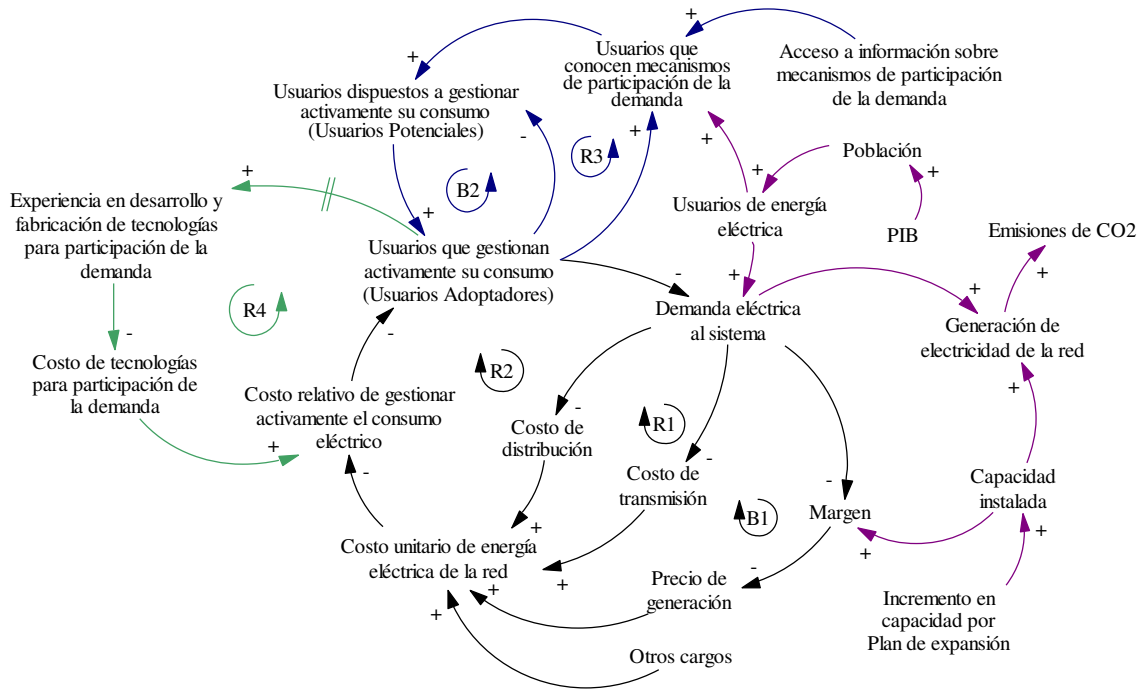 Usuarios que
conocen mecanismos
de participación de la
demanda
Acceso a información sobre
mecanismos de participación
de la demanda
Usuarios dispuestos a gestionar
activamente su consumo
(Usuarios Potenciales)
+
+
+
-
+
+
R3
B2
Población
+
+
+
Experiencia en desarrollo y
fabricación de tecnologías
para participación de la
demanda
Usuarios de energía
eléctrica
PIB
Emisiones de CO2
+
Usuarios que gestionan
activamente su consumo
(Usuarios Adoptadores)
-
+
+
R4
Demanda eléctrica
al sistema
Generación de
electricidad de la red
-
-
Costo de tecnologías
para participación de
la demanda
R2
Costo relativo de gestionar
activamente el consumo
eléctrico
+
-
Costo de
distribución
R1
+
-
-
Costo de
transmisión
Capacidad
instalada
-
Margen
B1
+
+
+
Costo unitario de energía
eléctrica de la red
+
+
+
-
Precio de
generación
Incremento en
capacidad por
Plan de expansión
Otros cargos